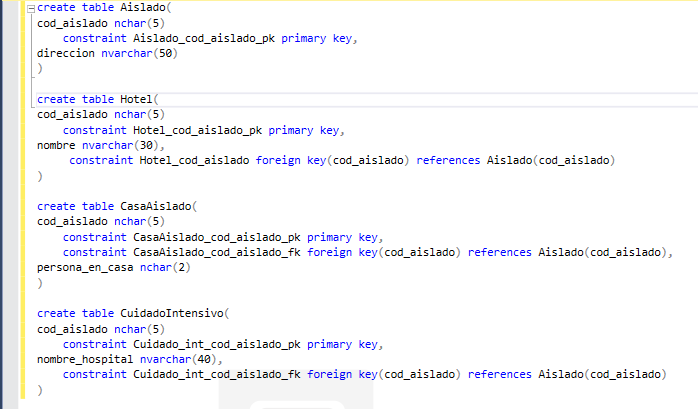 create table Aislado(
cod_aislado nchar(5)
constraint Aislado_cod_aislado_pk primary key,
direccion nvarchar(50)
)
create table Hotel(
cod_aislado nchar(5)
constraint Hotel_cod_aislado_pk primary key,
nombre nvarchar(30),
constraint Hotel_cod_aislado foreign key(cod_aislado) references Aislado(cod_aislado)
)
create table CasaAislado(
cod_aislado nchar(5)
constraint CasaAislado_cod_aislado_pk primary key,
constraint CasaAislado_cod_aislado_fk foreign key(cod_aislado) references Aislado(cod_aislado),
persona_en_casa nchar(2)
)
create table CuidadoIntensivo(
cod_aislado nchar(5)
constraint Cuidado_int_cod_aislado_pk primary key,
nombre_hospital nvarchar(40),
constraint Cuidado_int_cod_aislado_fk foreign key(cod_aislado) references Aislado(cod_aislado)
)